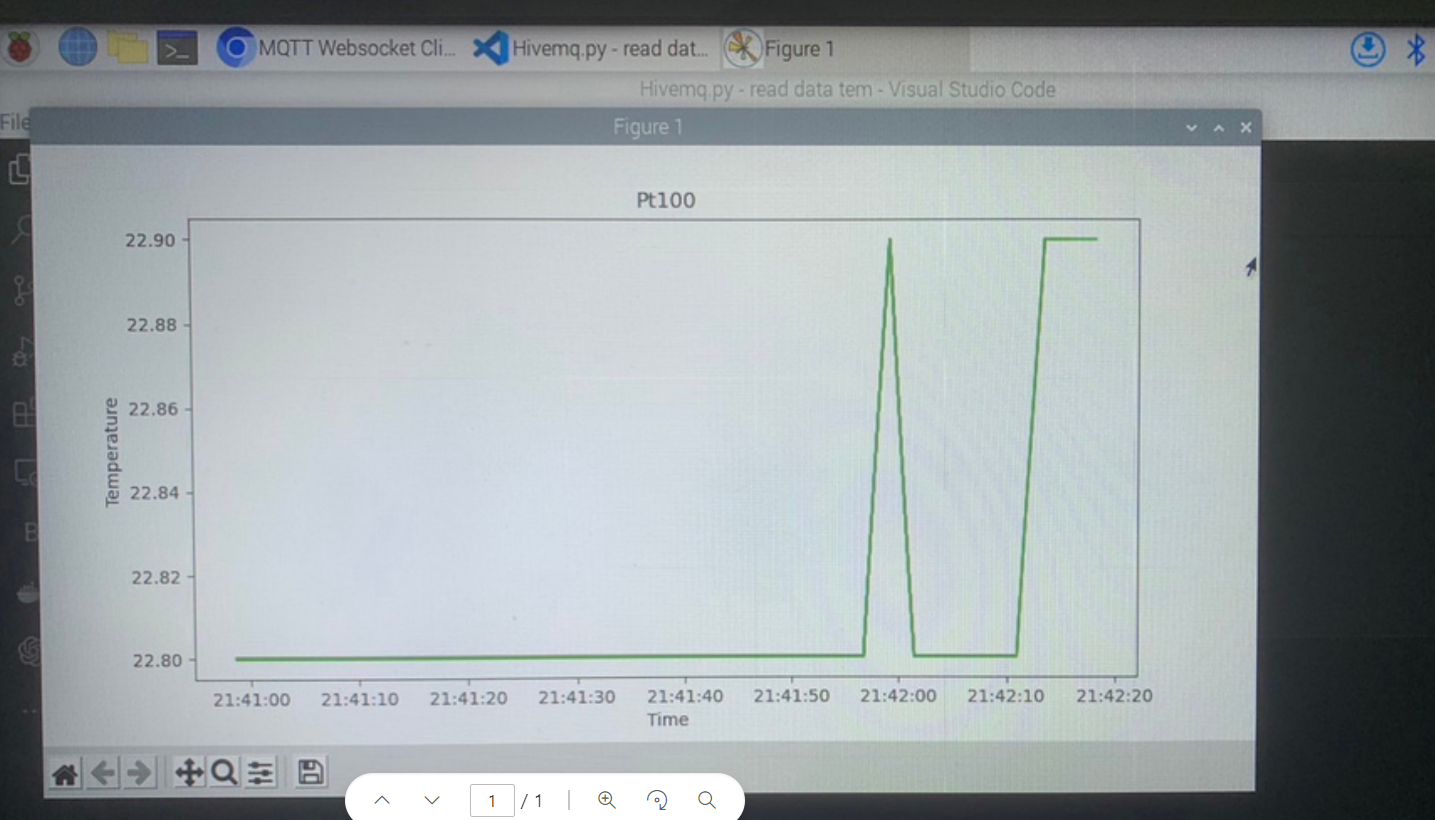 MQTT Websocket Cli... Hivemq.py - read dat... Figure 1
Hivemq.py - read data tem - Visual Studio Code
File
Figure 1
Pt100
22.90
22.88
22.86
22.84
22.82
22.80
Temperature
21:41:00 21:41:10 21:41:20 21:41:30 21:41:40 21:41:50 21:42:00 21:42:10 21:42:20
Time
1 / 1